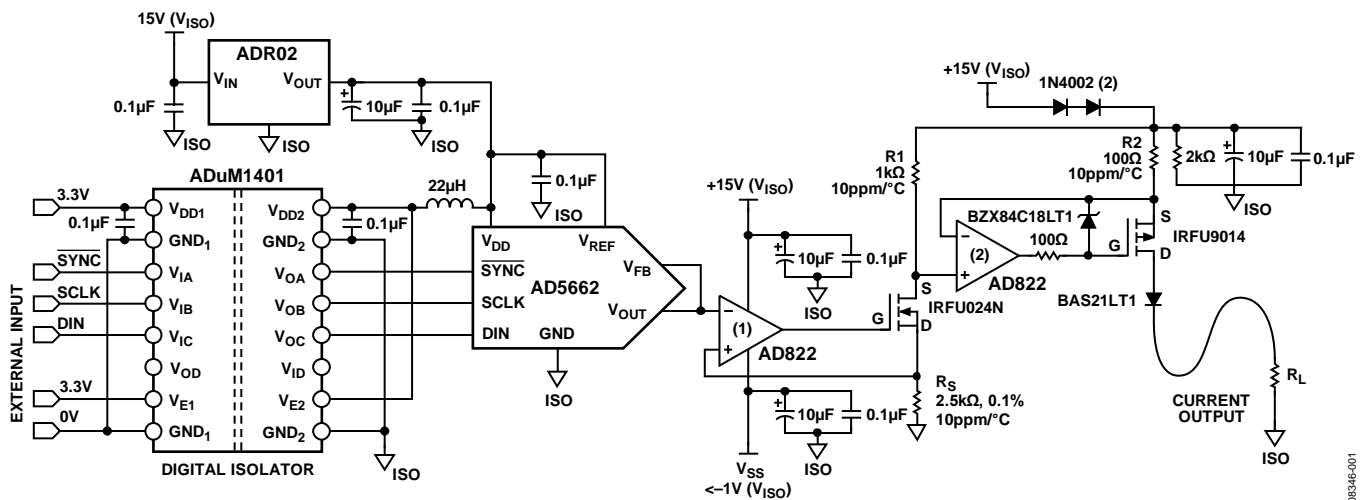 15V (VISO)
ADR02
VIN
VOUT
0.1µF
+
10µF
0.1µF
ISO
ISO
ISO
ADuM1401
3.3V
VDD1
VDD2
0.1µF
0.1µF
22µH
0.1µF
ISO
GND1
GND2
VDD
VREF
SYNC
VIA
VOA
SYNC
VFB
SCLK
VIB
VOB
SCLK
AD5662
VOUT
DIN
VIC
VOC
DIN
GND
VOD
VID
ISO
3.3V
VE1
VE2
0V
GND1
GND2
ISO
EXTERNAL INPUT
DIGITAL ISOLATOR
+15V (VISO)
+
10µF
0.1µF
ISO
−
(1)
+
AD822
+
10µF
0.1µF
ISO
VSS
<–1V (VISO)
G
S
D
IRFU024N
RS
2.5kΩ, 0.1%
10ppm/°C
+15V (VISO)
1N4002 (2)
R1
1kΩ
10ppm/°C
R2
100Ω
10ppm/°C
2kΩ
+
10µF
0.1µF
ISO
BZX84C18LT1
−
(2)
+
AD822
100Ω
G
S
D
IRFU9014
BAS21LT1
CURRENT
OUTPUT
RL
ISO
08346-001